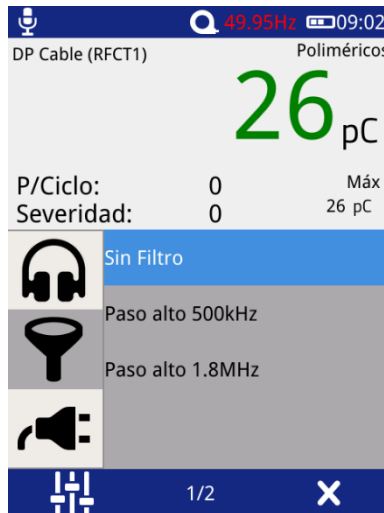 49.95Hz 09:02
DP Cable (RFCT1) Poliméricos
26 pC
P/Ciclo: 0 Máx
Severidad: 0 26 pC
Sin Filtro
Paso alto 500kHz
Paso alto 1.8MHz
1/2